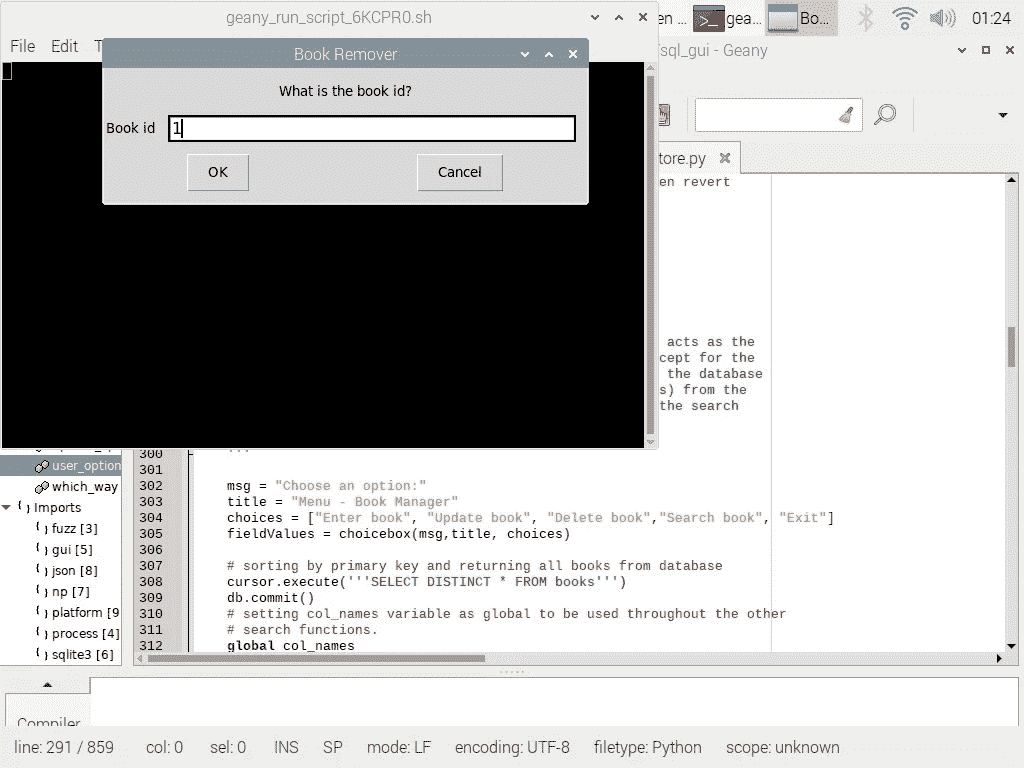 geany_run_script_6KCPR0.sh
en ...
gea...
Bo...
01:24
File Edit T
Book Remover
sql_gui - Geany
What is the book id?
Book id 1
OK
Cancel
tore.py
en revert
acts as the
cept for the
the database
s) from the
the search
300 '''
301
user_option
302 msg = "Choose an option:"
which_way
303 title = "Menu - Book Manager"
304 choices = ["Enter book", "Update book", "Delete book","Search book", "Exit"]
Imports
305 fieldValues = choicebox(msg,title, choices)
fuzz [3]
306
gui [5]
307 # sorting by primary key and returning all books from database
json [8]
308 cursor.execute('''SELECT DISTINCT * FROM books''')
np [7]
309 db.commit()
platform [9
310 # setting col_names variable as global to be used throughout the other
process [4]
311 # search functions.
sqlite3 [6]
312 global col_names
Compiler
line: 291 / 859 col: 0 sel: 0 INS SP mode: LF encoding: UTF-8 filetype: Python scope: unknown